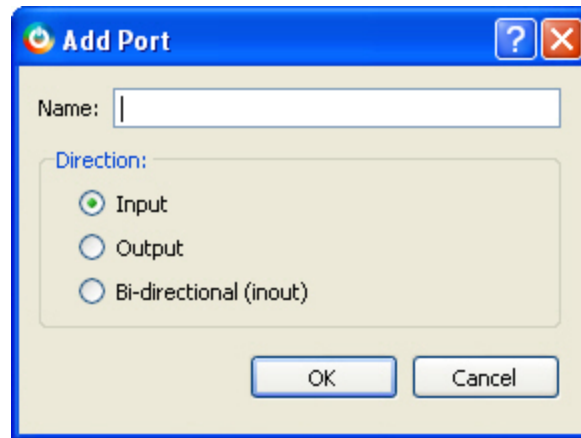 Add Port
Name:
Direction:
Input
Output
Bi-directional (inout)
OK Cancel